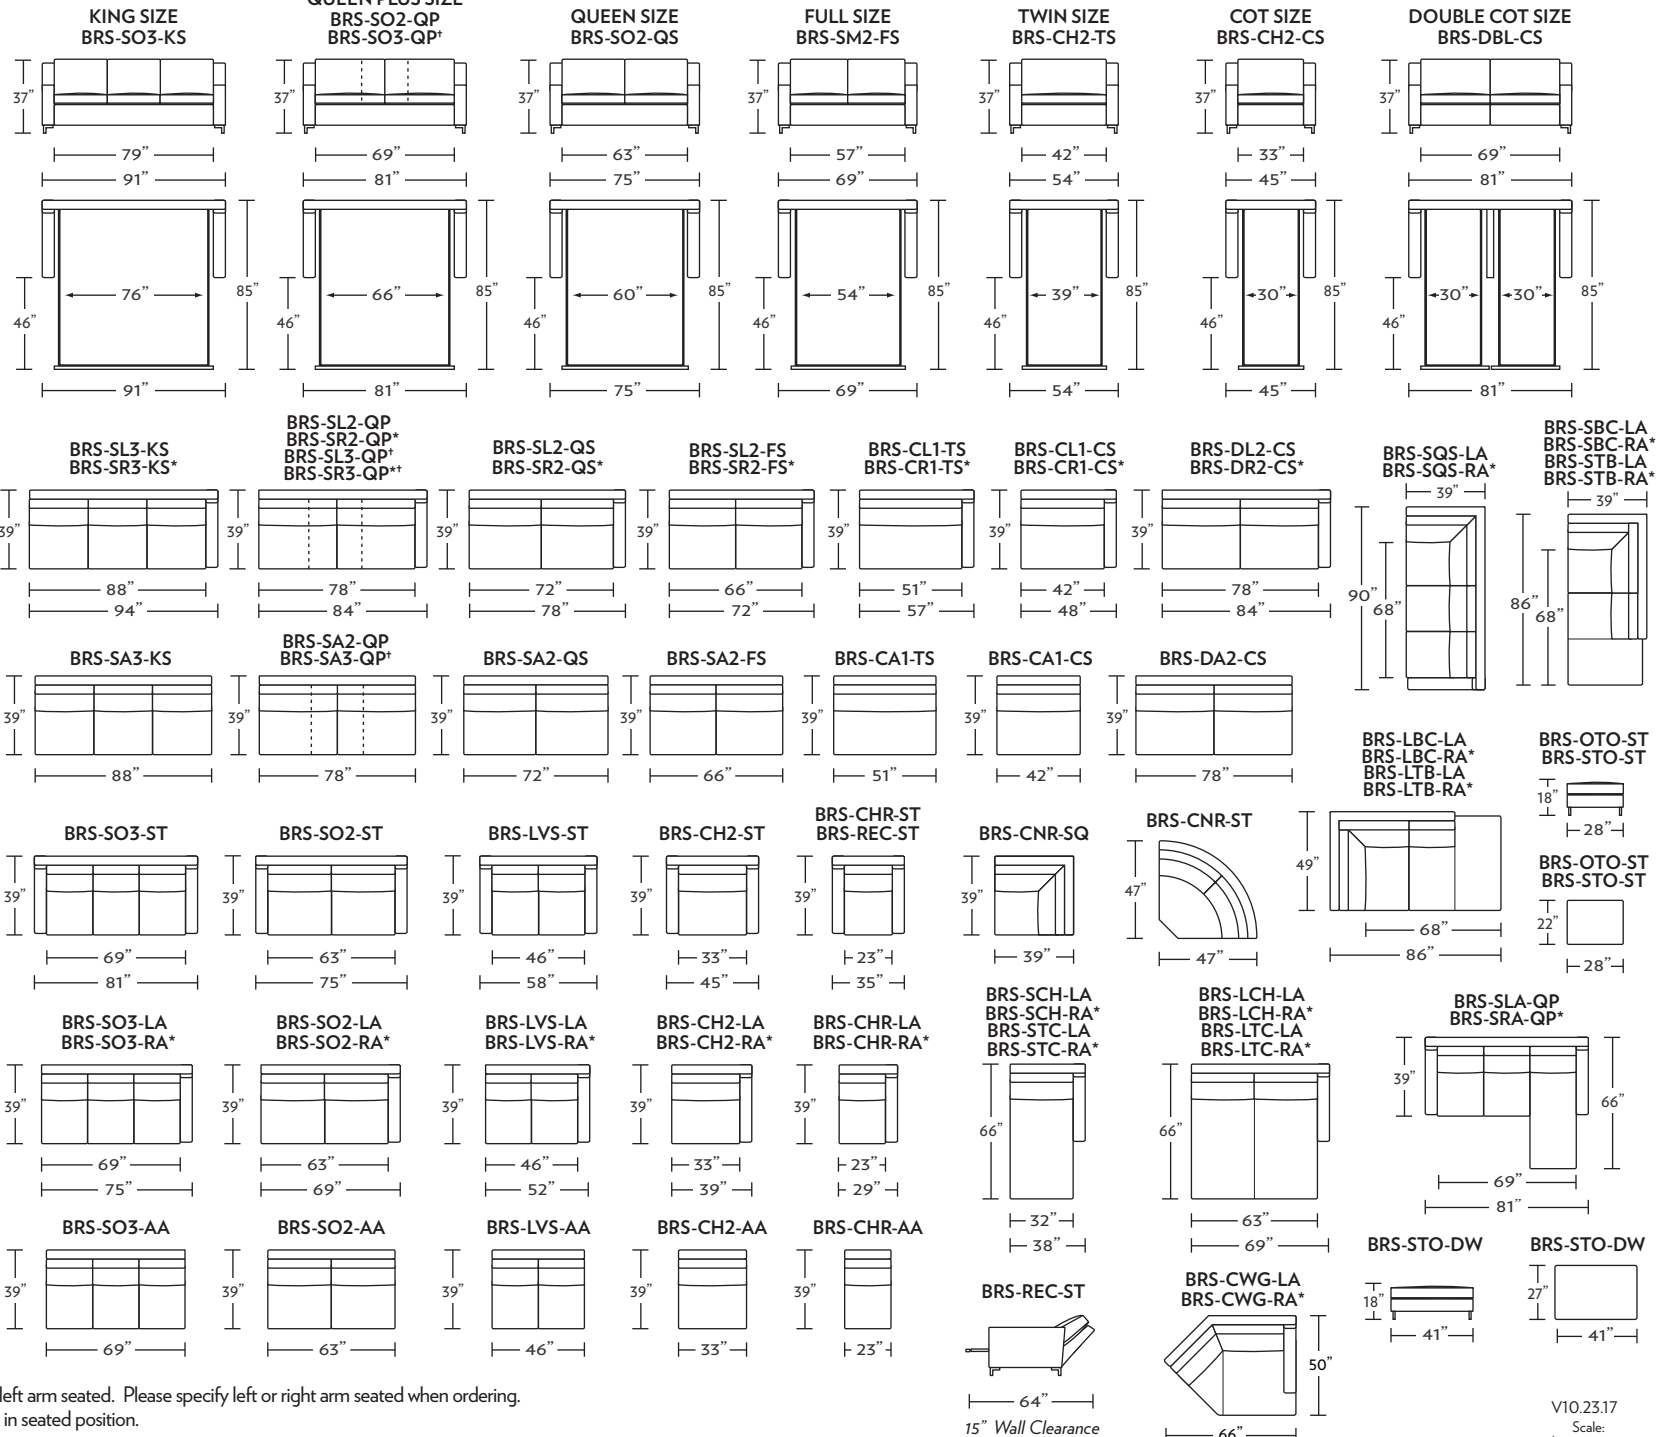 KING SIZE
BRS-SO3-KS
QUEEN PLUS SIZE
BRS-SO2-QP
BRS-SO3-QP†
QUEEN SIZE
BRS-SO2-QS
FULL SIZE
BRS-SM2-FS
TWIN SIZE
BRS-CH2-TS
COT SIZE
BRS-CH2-CS
DOUBLE COT SIZE
BRS-DBL-CS
37” 37” 37” 37” 37” 37” 37”
79” 69” 63” 57” 42” 33” 69”
91” 81” 75” 69” 54” 45” 81”
76” 85” 66” 85” 60” 85” 54” 85” 39” 85” 30” 85” 30” 30” 85”
46” 46” 46” 46” 46” 46” 46”
91” 81” 75” 69” 54” 45” 81”
BRS-SL3-KS
BRS-SR3-KS*
BRS-SL2-QP
BRS-SR2-QP*
BRS-SL3-QP†
BRS-SR3-QP*†
BRS-SL2-QS
BRS-SR2-QS*
BRS-SL2-FS
BRS-SR2-FS*
BRS-CL1-TS
BRS-CR1-TS*
BRS-CL1-CS
BRS-CR1-CS*
BRS-DL2-CS
BRS-DR2-CS*
BRS-SQS-LA
BRS-SQS-RA*
BRS-SBC-LA
BRS-SBC-RA*
BRS-STB-LA
BRS-STB-RA*
39” 39”
39” 39” 39” 39” 39” 39” 39”
88” 78” 72” 66” 51” 42” 78”
94” 84” 78” 72” 57” 48” 84”
90” 68” 86” 68”
BRS-SA3-KS
BRS-SA2-QP
BRS-SA3-QP†
BRS-SA2-QS
BRS-SA2-FS
BRS-CA1-TS
BRS-CA1-CS
BRS-DA2-CS
39” 39” 39” 39” 39” 39” 39”
88” 78” 72” 66” 51” 42” 78”
BRS-LBC-LA
BRS-LBC-RA*
BRS-LTB-LA
BRS-LTB-RA*
BRS-OTO-ST
BRS-STO-ST
18”
28”
BRS-SO3-ST
BRS-SO2-ST
BRS-LVS-ST
BRS-CH2-ST
BRS-CHR-ST
BRS-REC-ST
BRS-CNR-SQ
BRS-CNR-ST
39” 39” 39” 39” 39” 39” 47” 49”
69” 63” 46” 33” 23” 39” 47” 68”
81” 75” 58” 45” 35” 86”
BRS-OTO-ST
BRS-STO-ST
22”
28”
BRS-SO3-LA
BRS-SO3-RA*
BRS-SO2-LA
BRS-SO2-RA*
BRS-LVS-LA
BRS-LVS-RA*
BRS-CH2-LA
BRS-CH2-RA*
BRS-CHR-LA
BRS-CHR-RA*
BRS-SCH-LA
BRS-SCH-RA*
BRS-STC-LA
BRS-STC-RA*
BRS-LCH-LA
BRS-LCH-RA*
BRS-LTC-LA
BRS-LTC-RA*
BRS-SLA-QP
BRS-SRA-QP*
39” 39” 39” 39” 39” 66” 66” 39” 66”
69” 63” 46” 33” 23” 69”
75” 69” 52” 39” 29” 81”
32” 63”
38” 69”
BRS-SO3-AA
BRS-SO2-AA
BRS-LVS-AA
BRS-CH2-AA
BRS-CHR-AA
39” 39” 39” 39” 39”
69” 63” 46” 33” 23”
BRS-REC-ST
64”
15” Wall Clearance
BRS-CWG-LA
BRS-CWG-RA*
50”
66”
BRS-STO-DW
18”
41”
BRS-STO-DW
27”
41”
left arm seated. Please specify left or right arm seated when ordering.
in seated position.
V10.23.17
Scale: